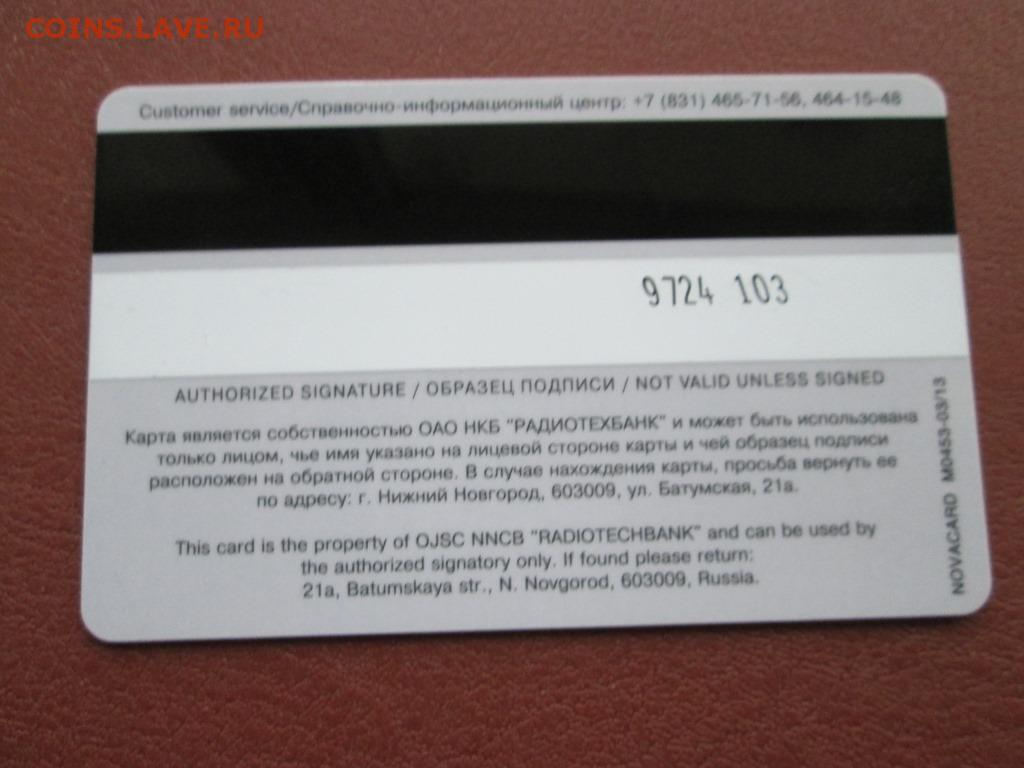 COINS.LAVE.RU
Customer service/Справочно-информационный центр: +7 (831) 465-71-56, 464-15-48
9724 103
AUTHORIZED SIGNATURE / ОБРАЗЕЦ ПОДПИСИ / NOT VALID UNLESS SIGNED
Карта является собственностью ОАО НКБ "РАДИОТЕХБАНК" и может быть использована
только лицом, чье имя указано на лицевой стороне карты и чей образец подписи
расположен на обратной стороне. В случае нахождения карты, просьба вернуть ее
по адресу: г. Нижний Новгород, 603009, ул. Батумская, 21а.
This card is the property of OJSC NNCB "RADIOTECHBANK" and can be used by
the authorized signatory only. If found please return:
21a, Batumskaya str., N. Novgorod, 603009, Russia.
NOVACARD M0453-03/13